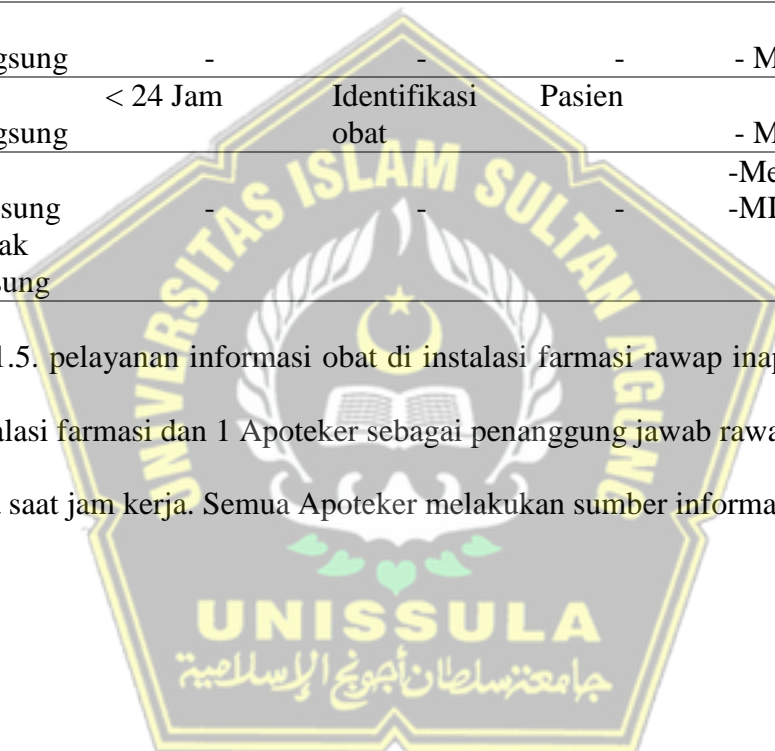 gsung - - - - M
< 24 Jam Identifikasi Pasien
gsung obat - M
-Me
sung - - - -MI
ak
sung
1.5. pelayanan informasi obat di instalasi farmasi rawap inap
alasi farmasi dan 1 Apoteker sebagai penanggung jawab rawa
saat jam kerja. Semua Apoteker melakukan sumber informa
UNIVERSITAS ISLAM SULTAN AGUNG
UNISSULA
جامعتسلطان أجونج الإسلامية